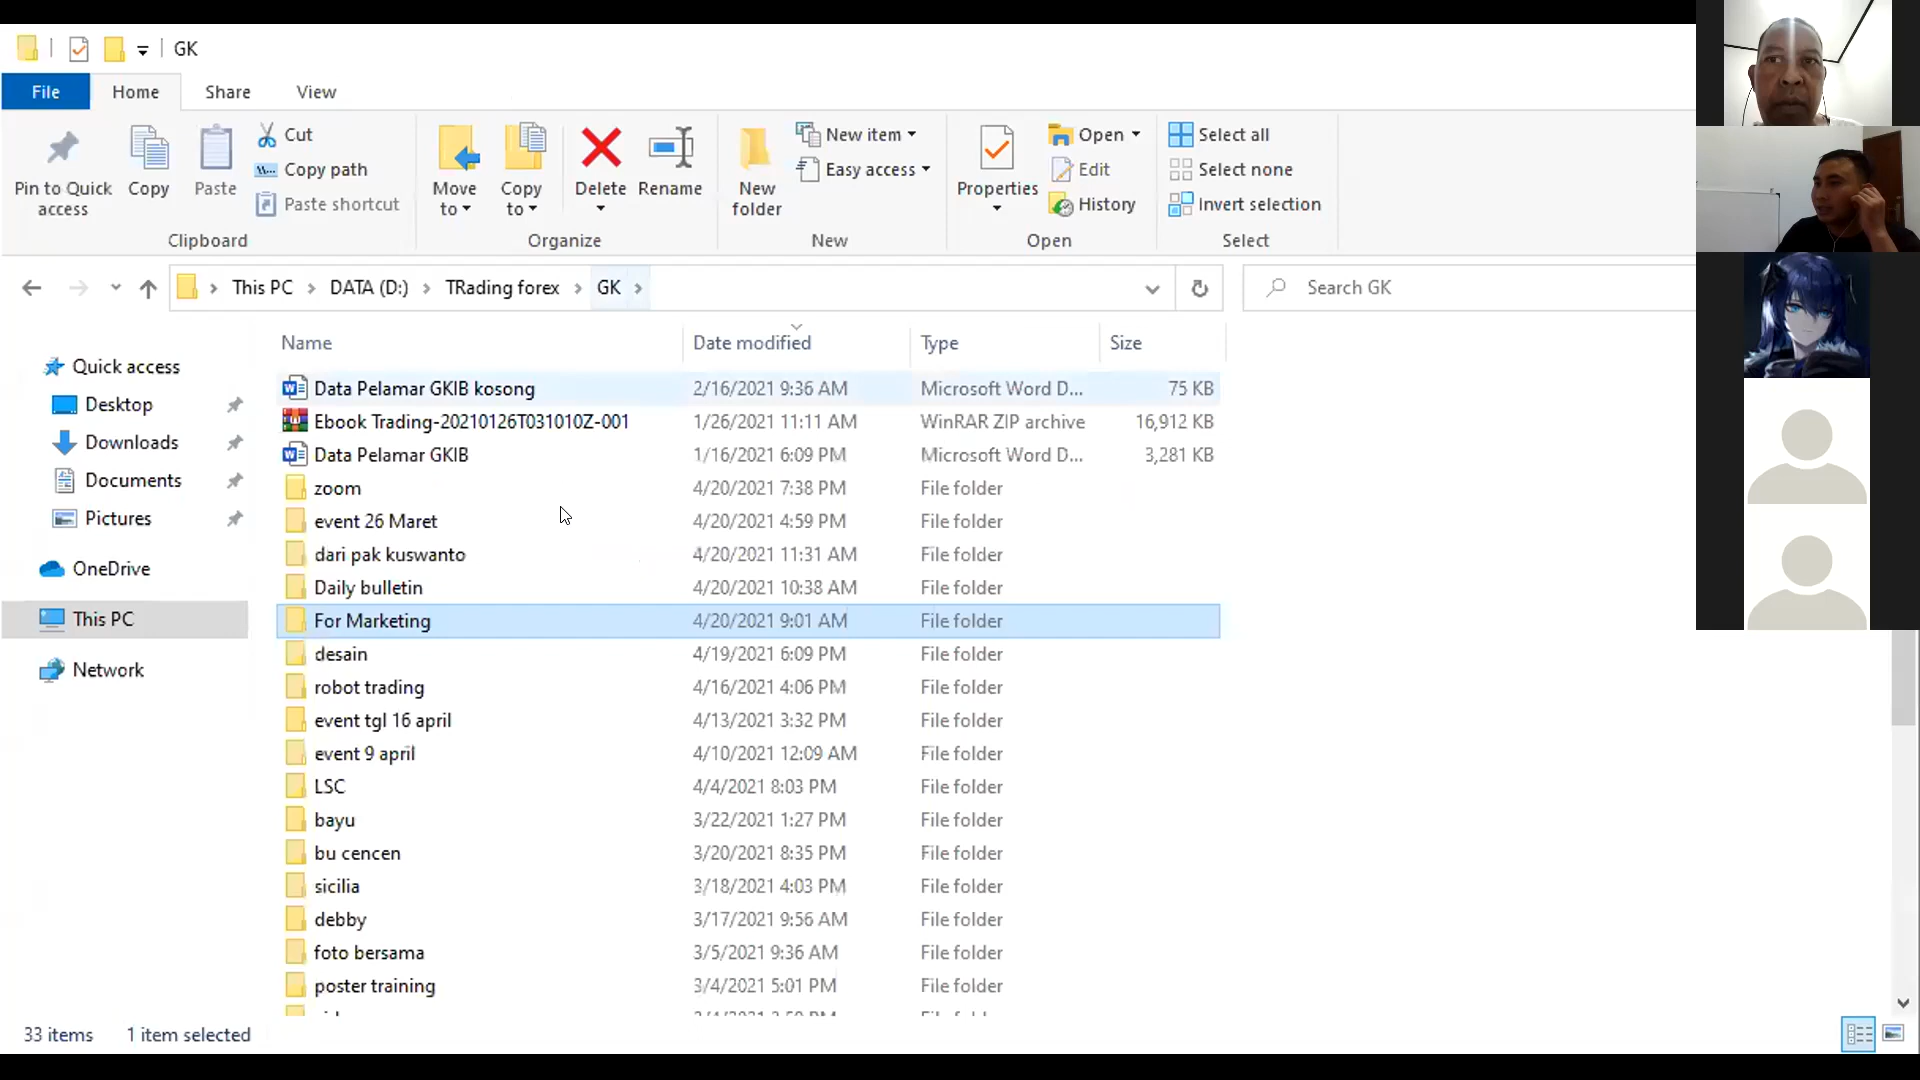 GK
File Home Share View
Pin to Quick access
Copy
Paste
Cut
Copy path
Paste shortcut
Clipboard
Move to
Copy to
Delete
Rename
Organize
New folder
New item
Easy access
New
Properties
Open
Edit
History
Open
Select all
Select none
Invert selection
Select
This PC DATA (D:) TRading forex GK
Search GK
Quick access
Desktop
Downloads
Documents
Pictures
OneDrive
This PC
Network
Name Date modified Type Size
Data Pelamar GKIB kosong 2/16/2021 9:36 AM Microsoft Word D... 75 KB
Ebook Trading-20210126T031010Z-001 1/26/2021 11:11 AM WinRAR ZIP archive 16,912 KB
Data Pelamar GKIB 1/16/2021 6:09 PM Microsoft Word D... 3,281 KB
zoom 4/20/2021 7:38 PM File folder
event 26 Maret 4/20/2021 4:59 PM File folder
dari pak kuswanto 4/20/2021 11:31 AM File folder
Daily bulletin 4/20/2021 10:38 AM File folder
For Marketing 4/20/2021 9:01 AM File folder
desain 4/19/2021 6:09 PM File folder
robot trading 4/16/2021 4:06 PM File folder
event tgl 16 april 4/13/2021 3:32 PM File folder
event 9 april 4/10/2021 12:09 AM File folder
LSC 4/4/2021 8:03 PM File folder
bayu 3/22/2021 1:27 PM File folder
bu cencen 3/20/2021 8:35 PM File folder
sicilia 3/18/2021 4:03 PM File folder
debby 3/17/2021 9:56 AM File folder
foto bersama 3/5/2021 9:36 AM File folder
poster training 3/4/2021 5:01 PM File folder
33 items 1 item selected